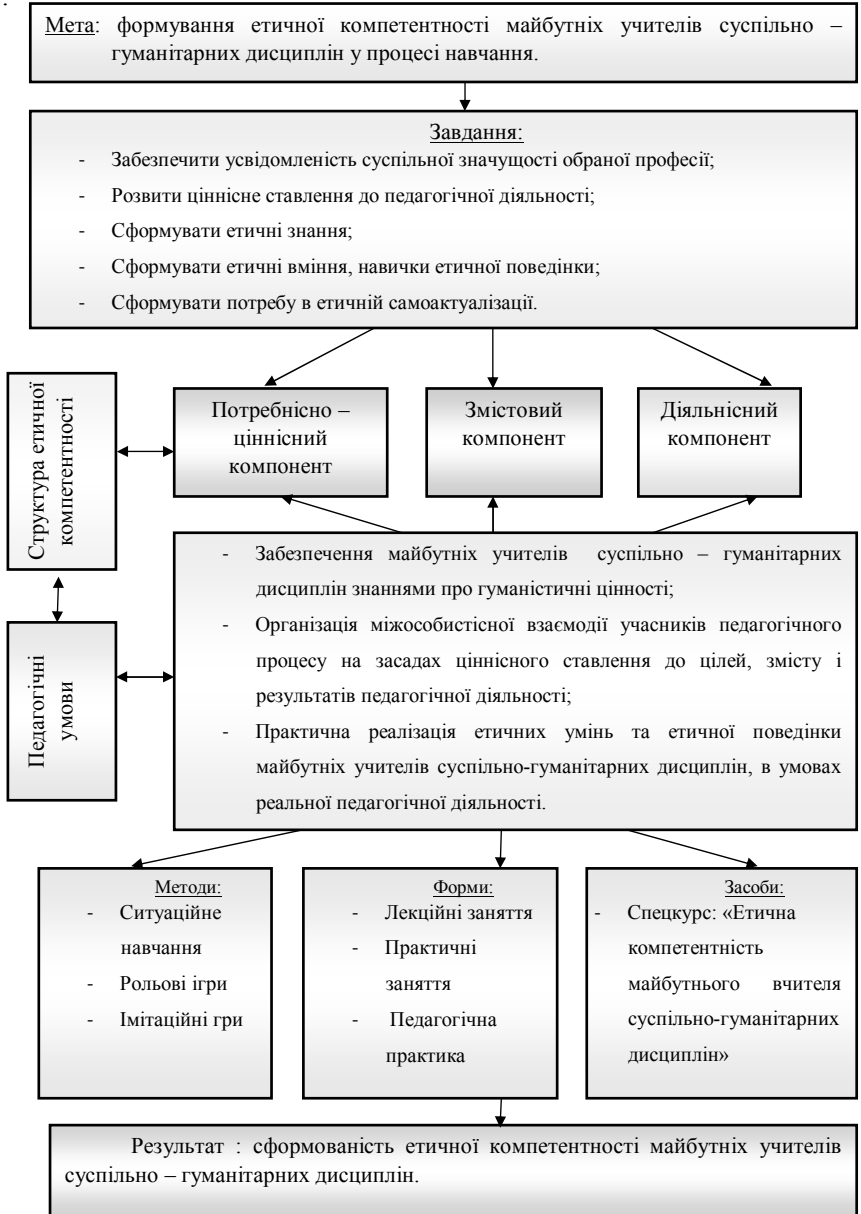 .
Мета: формування етичної компетентності майбутніх учителів суспільно –
гуманітарних дисциплін у процесі навчання.
Завдання:
- Забезпечити усвідомленість суспільної значущості обраної професії;
- Розвити ціннісне ставлення до педагогічної діяльності;
- Сформувати етичні знання;
- Сформувати етичні вміння, навички етичної поведінки;
- Сформувати потребу в етичній самоактуалізації.
Структура етичної
компетентності
Потребнісно –
ціннісний
компонент
Змістовий
компонент
Діяльнісний
компонент
Педагогічні
умови
- Забезпечення майбутніх учителів суспільно – гуманітарних
дисциплін знаннями про гуманістичні цінності;
- Організація міжособистісної взаємодії учасників педагогічного
процесу на засадах ціннісного ставлення до цілей, змісту і
результатів педагогічної діяльності;
- Практична реалізація етичних умінь та етичної поведінки
майбутніх учителів суспільно-гуманітарних дисциплін, в умовах
реальної педагогічної діяльності.
Методи:
- Ситуаційне
навчання
- Рольові ігри
- Імітаційні гри
Форми:
- Лекційні заняття
- Практичні
заняття
- Педагогічна
практика
Засоби:
- Спецкурс: «Етична
компетентність
майбутнього вчителя
суспільно-гуманітарних
дисциплін»
Результат : сформованість етичної компетентності майбутніх учителів
суспільно – гуманітарних дисциплін.